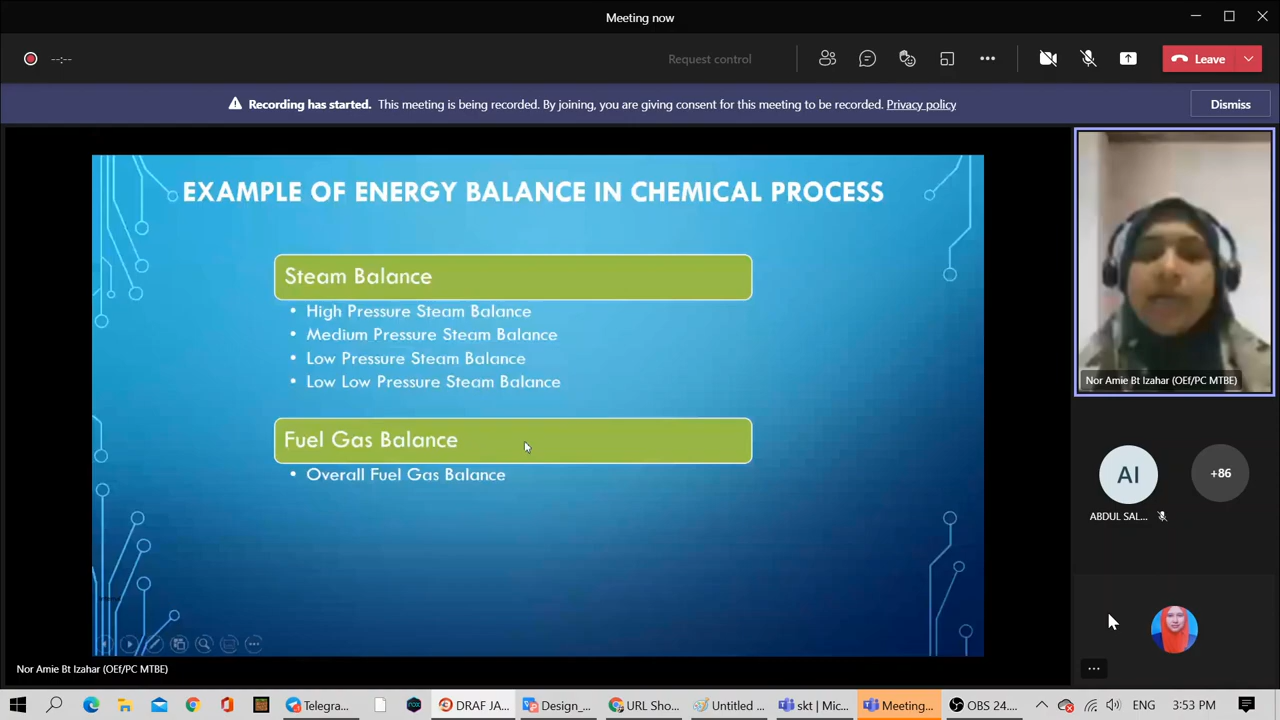 Meeting now
--:--
Request control
Leave
Recording has started. This meeting is being recorded. By joining, you are giving consent for this meeting to be recorded. Privacy policy
Dismiss
EXAMPLE OF ENERGY BALANCE IN CHEMICAL PROCESS
Steam Balance
• High Pressure Steam Balance
• Medium Pressure Steam Balance
• Low Pressure Steam Balance
• Low Low Pressure Steam Balance
Fuel Gas Balance
• Overall Fuel Gas Balance
Nor Amie Bt Izahar (OEf/PC MTBE)
AI
+86
ABDUL SAL...
Nor Amie Bt Izahar (OEf/PC MTBE)
Telegra...
DRAF JA...
Design_...
URL Sho...
Untitled ...
skt | Mic...
Meeting...
OBS 24....
ENG
3:53 PM